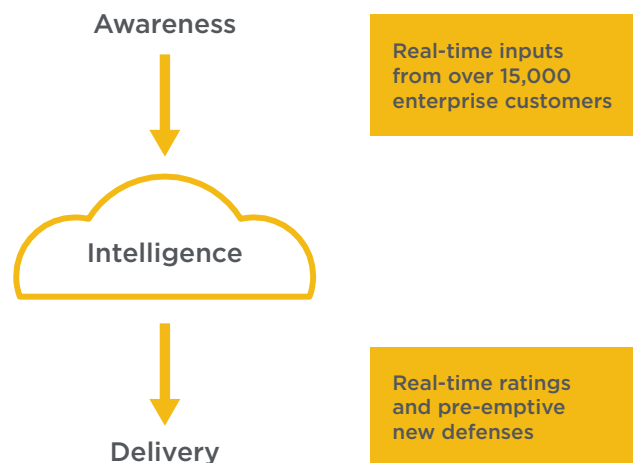 Awareness
Real-time inputs
from over 15,000
enterprise customers
Intelligence
Real-time ratings
and pre-emptive
new defenses
Delivery